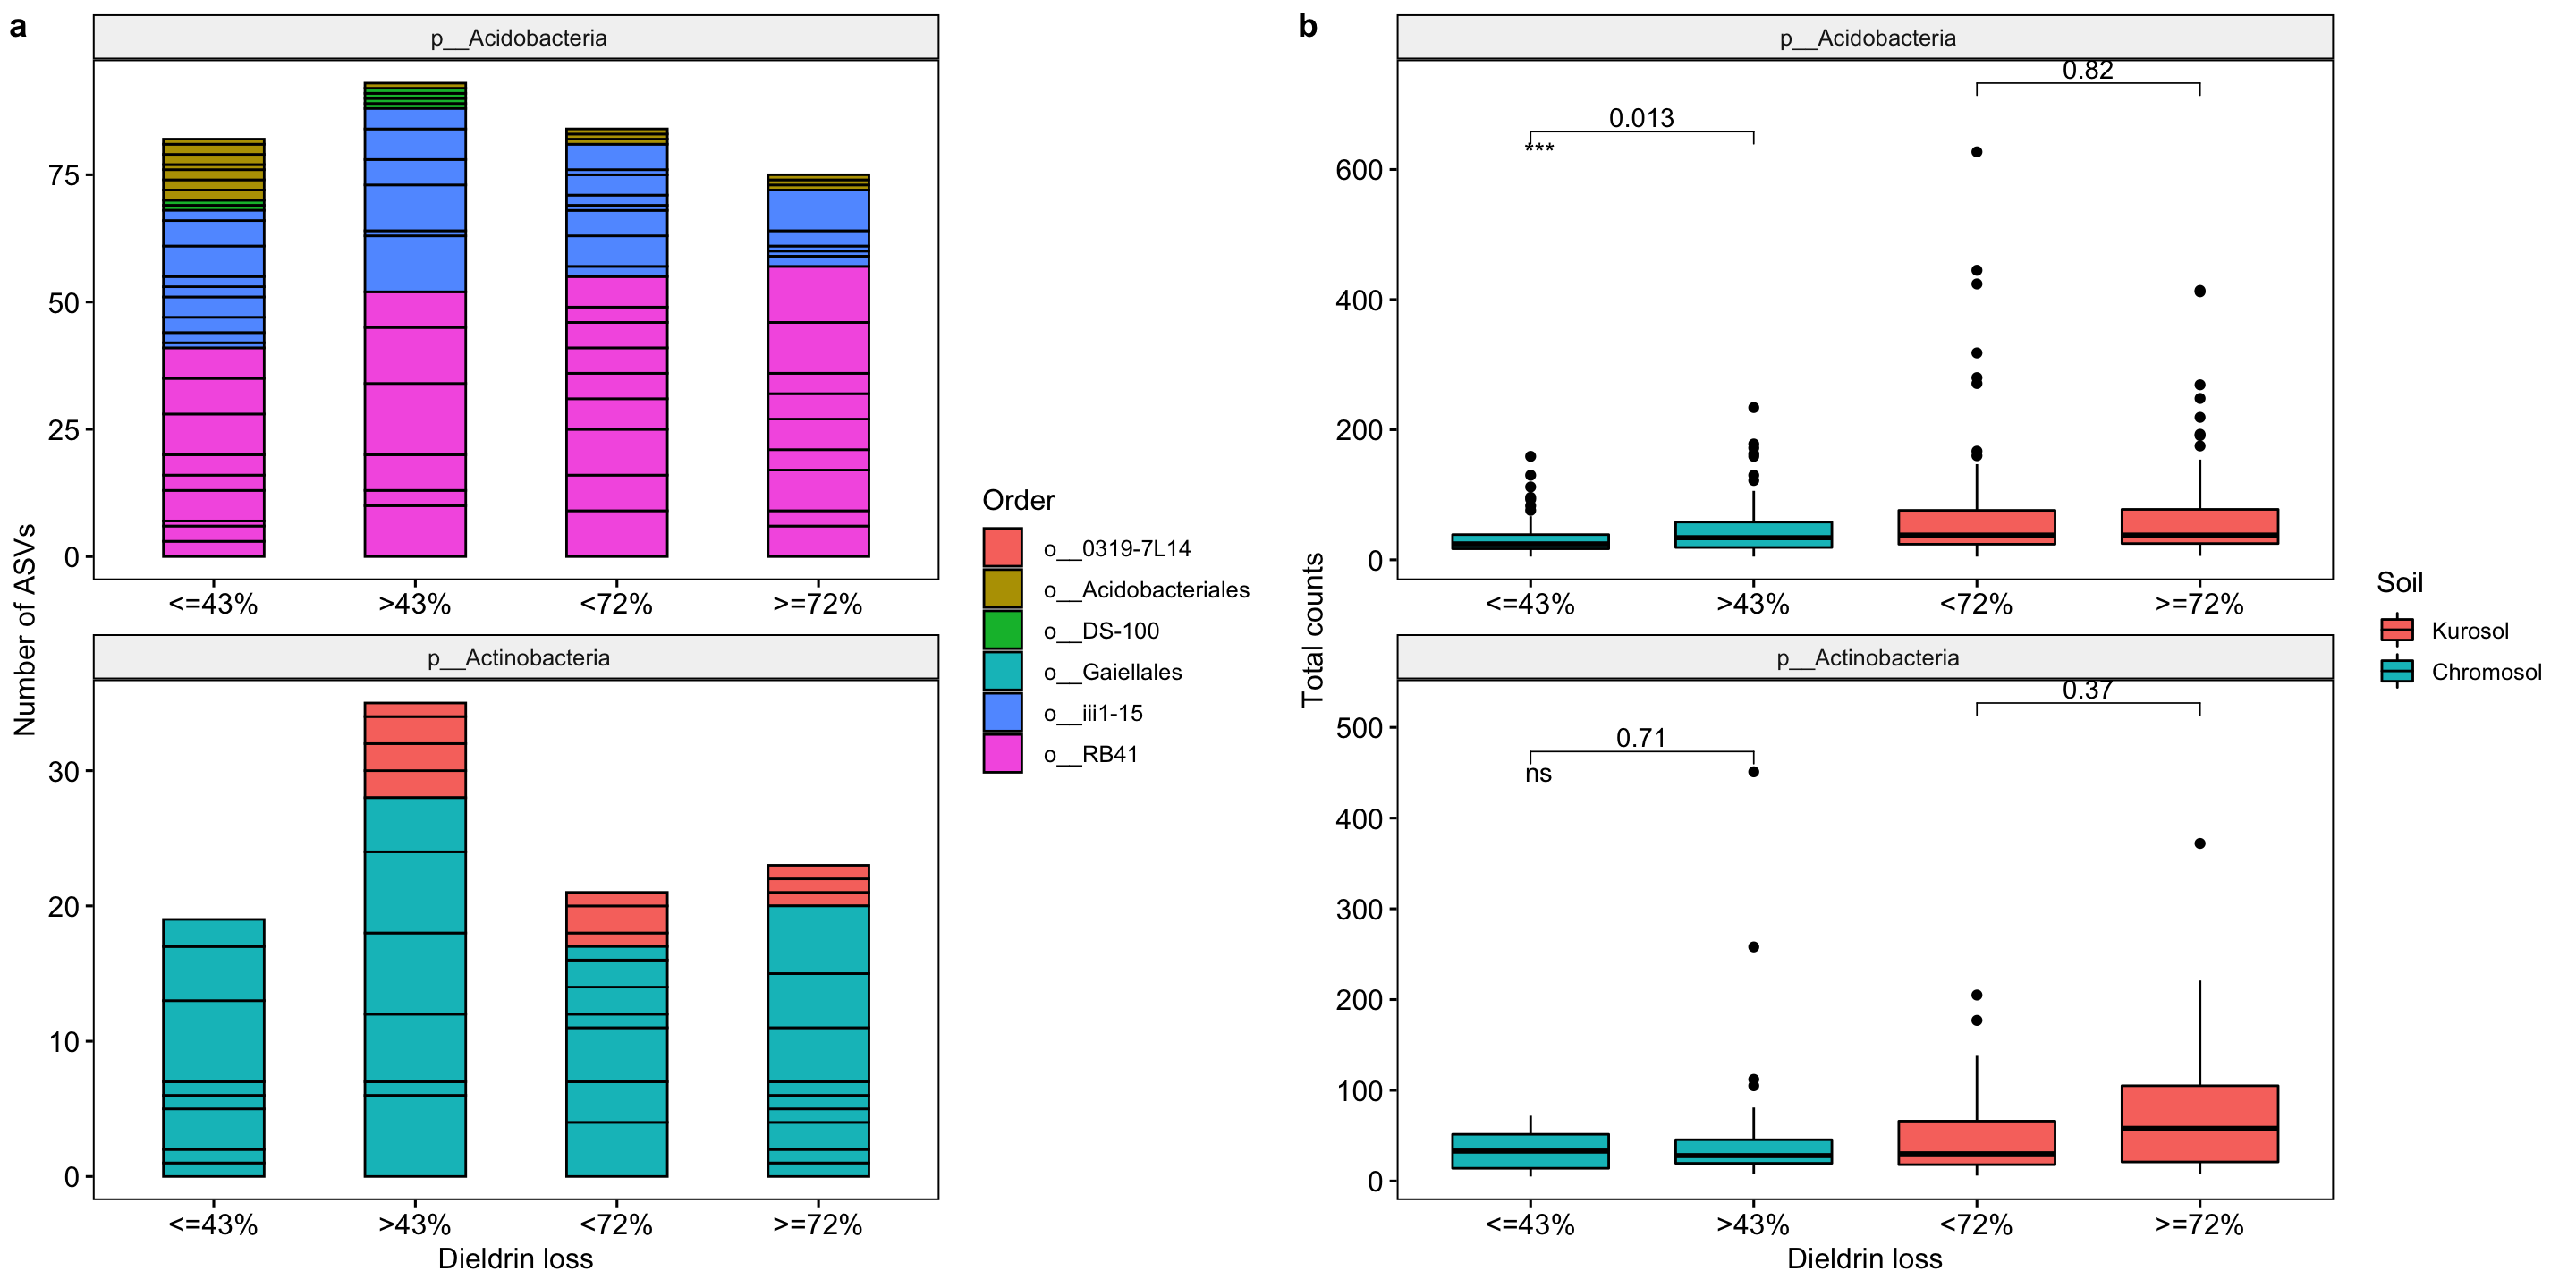 a
p__Acidobacteria
75
50
25
0
<=43%
>43%
<72%
>=72%
p__Actinobacteria
30
20
10
0
<=43%
>43%
<72%
>=72%
Number of ASVs
Dieldrin loss
Order
o__0319-7L14
o__Acidobacteriales
o__DS-100
o__Gaiellales
o__iii1-15
o__RB41
b
p__Acidobacteria
0.82
0.013
***
600
400
200
0
<=43%
>43%
<72%
>=72%
p__Actinobacteria
0.37
0.71
ns
500
400
300
200
100
0
<=43%
>43%
<72%
>=72%
Total counts
Dieldrin loss
Soil
Kurosol
Chromosol